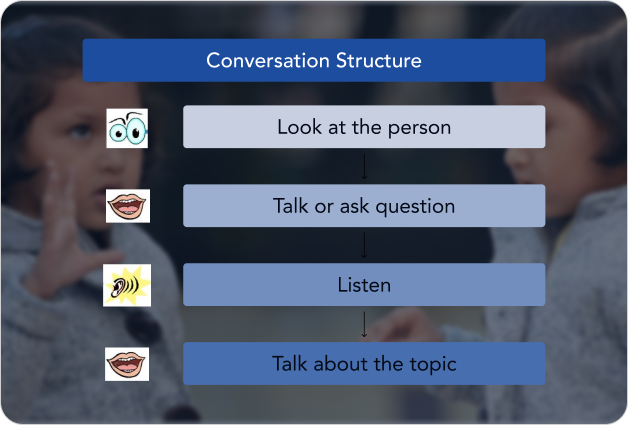 Conversation Structure
Look at the person
Talk or ask question
Listen
Talk about the topic